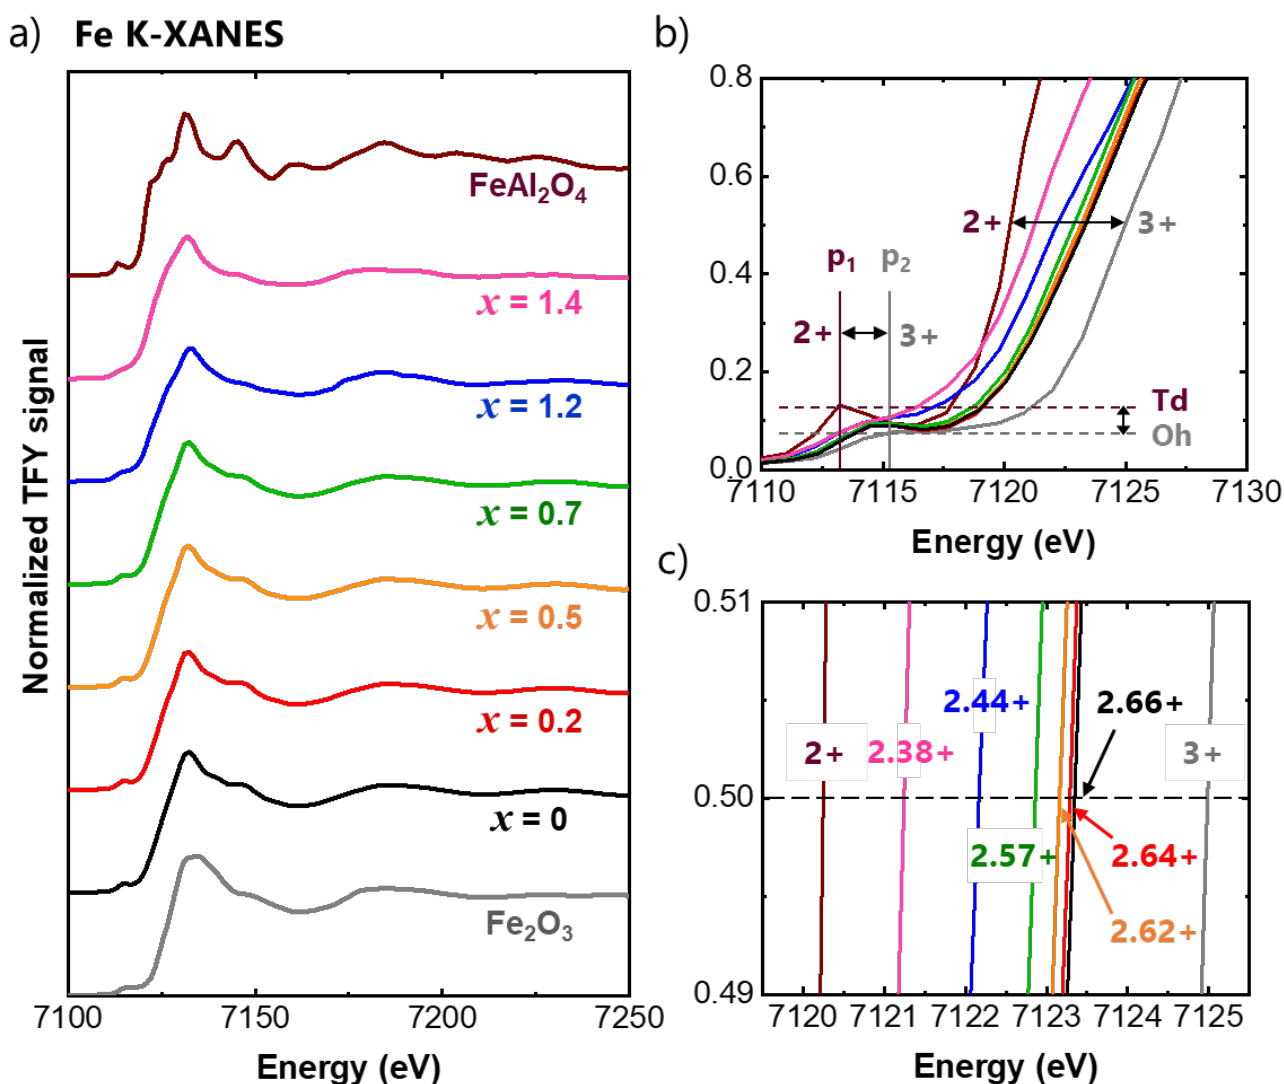 a) Fe K-XANES
Normalized TFY signal
FeAl2O4
x = 1.4
x = 1.2
x = 0.7
x = 0.5
x = 0.2
x = 0
Fe2O3
7100 7150 7200 7250
Energy (eV)
b)
0.8
0.6
0.4
0.2
0.0
2+ 3+
p1 p2
2+ 3+
Td
Oh
7110 7115 7120 7125 7130
Energy (eV)
c)
0.51
0.50
0.49
2+ 2.38+ 2.44+ 2.66+ 3+
2.57+ 2.64+
2.62+
7120 7121 7122 7123 7124 7125
Energy (eV)